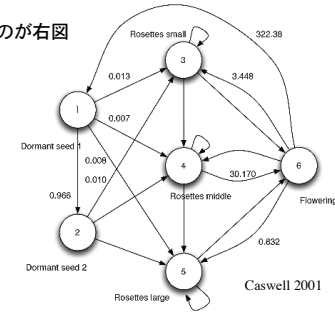 のが右図
Rosettes small
322.38
3
0.013
3.448
1
0.007
Dormant seed 1
4
6
0.008
30.170
0.010
Rosettes middle
Flowering
0.966
2
0.832
Dormant seed 2
5
Caswell 2001
Rosettes large